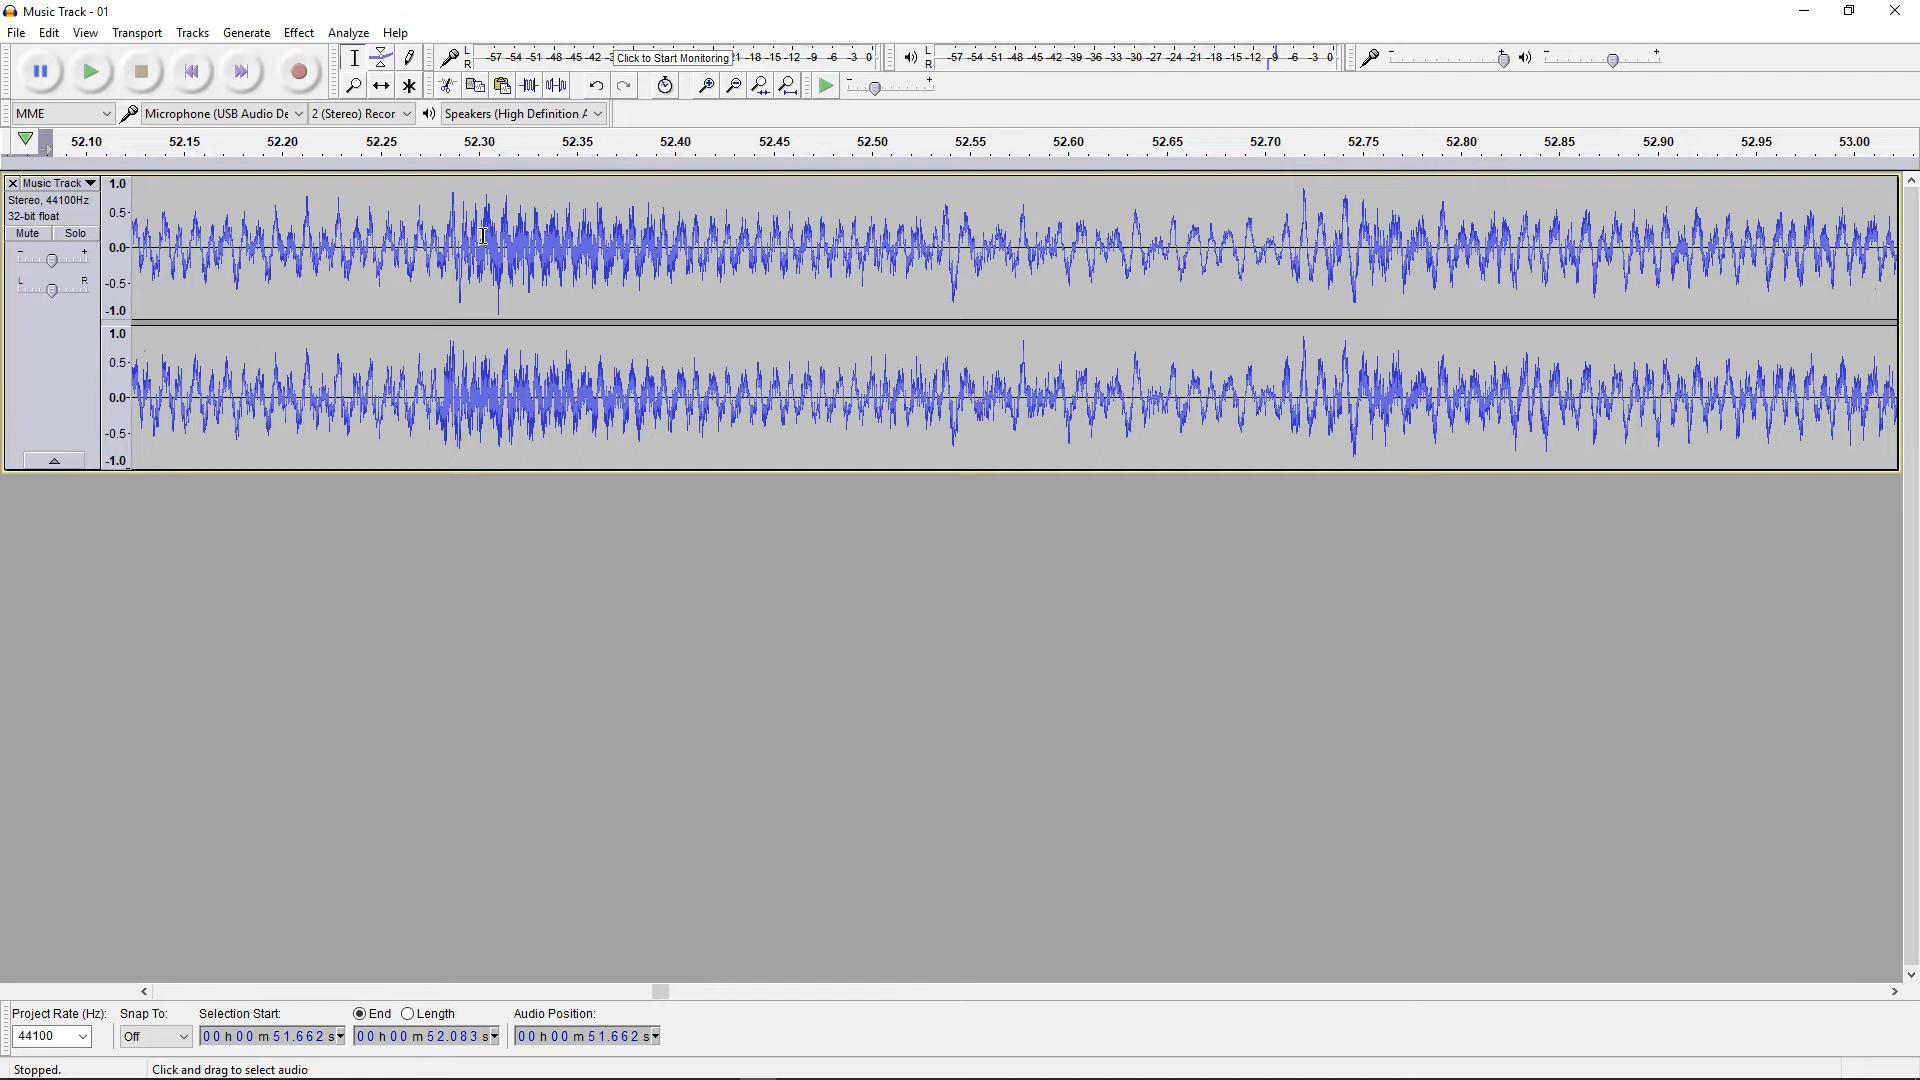 Music Track - 01
File Edit View Transport Tracks Generate Effect Analyze Help
L
R
-57 -54 -51 -48 -45 -42 -3 Click to Start Monitoring 21 -18 -15 -12 -9 -6 -3 0
L
R
-57 -54 -51 -48 -45 -42 -39 -36 -33 -30 -27 -24 -21 -18 -15 -12 -9 -6 -3 0
- +
- +
- +
MME Microphone (USB Audio De 2 (Stereo) Recor Speakers (High Definition A
52.10 52.15 52.20 52.25 52.30 52.35 52.40 52.45 52.50 52.55 52.60 52.65 52.70 52.75 52.80 52.85 52.90 52.95 53.00
Music Track
Stereo, 44100Hz
32-bit float
Mute Solo
- +
L R
1.0
0.5
0.0
-0.5
-1.0
1.0
0.5
0.0
-0.5
-1.0
Project Rate (Hz): Snap To: Selection Start: End Length Audio Position:
44100 Off 00 h 00 m 51.662 s 00 h 00 m 52.083 s 00 h 00 m 51.662 s
Stopped. Click and drag to select audio